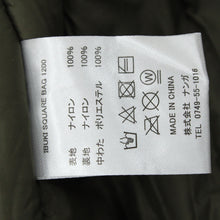 IBUKI SQUARE BAG 1200
表地 ナイロン 100%
裏地 ナイロン 100%
中わた ポリエステル 100%
MADE IN CHINA
株式会社 ナンガ
0749-55-1016